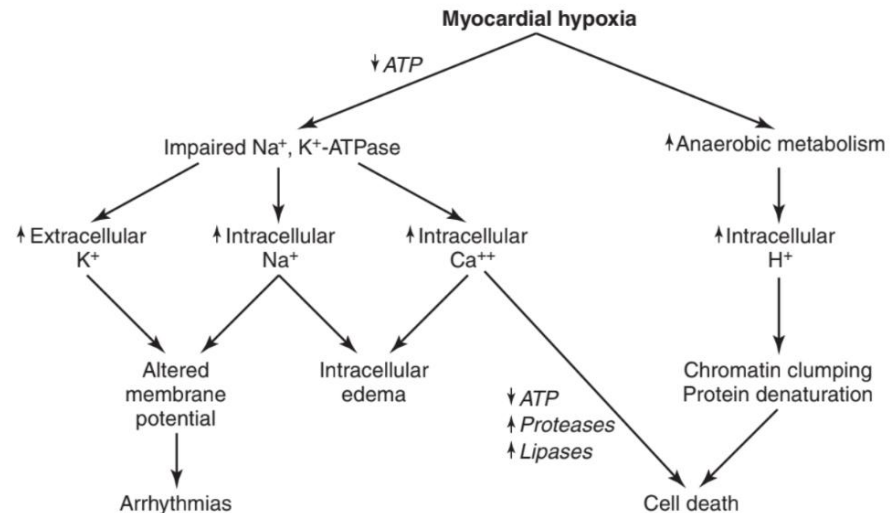 Myocardial hypoxia
↓ ATP
Impaired Na⁺, K⁺-ATPase
↑Anaerobic metabolism
↑Extracellular
K⁺
↑Intracellular
Na⁺
↑Intracellular
Ca⁺⁺
↑Intracellular
H⁺
Altered
membrane
potential
Intracellular
edema
↓ATP
↑Proteases
↑Lipases
Chromatin clumping
Protein denaturation
Arrhythmias
Cell death